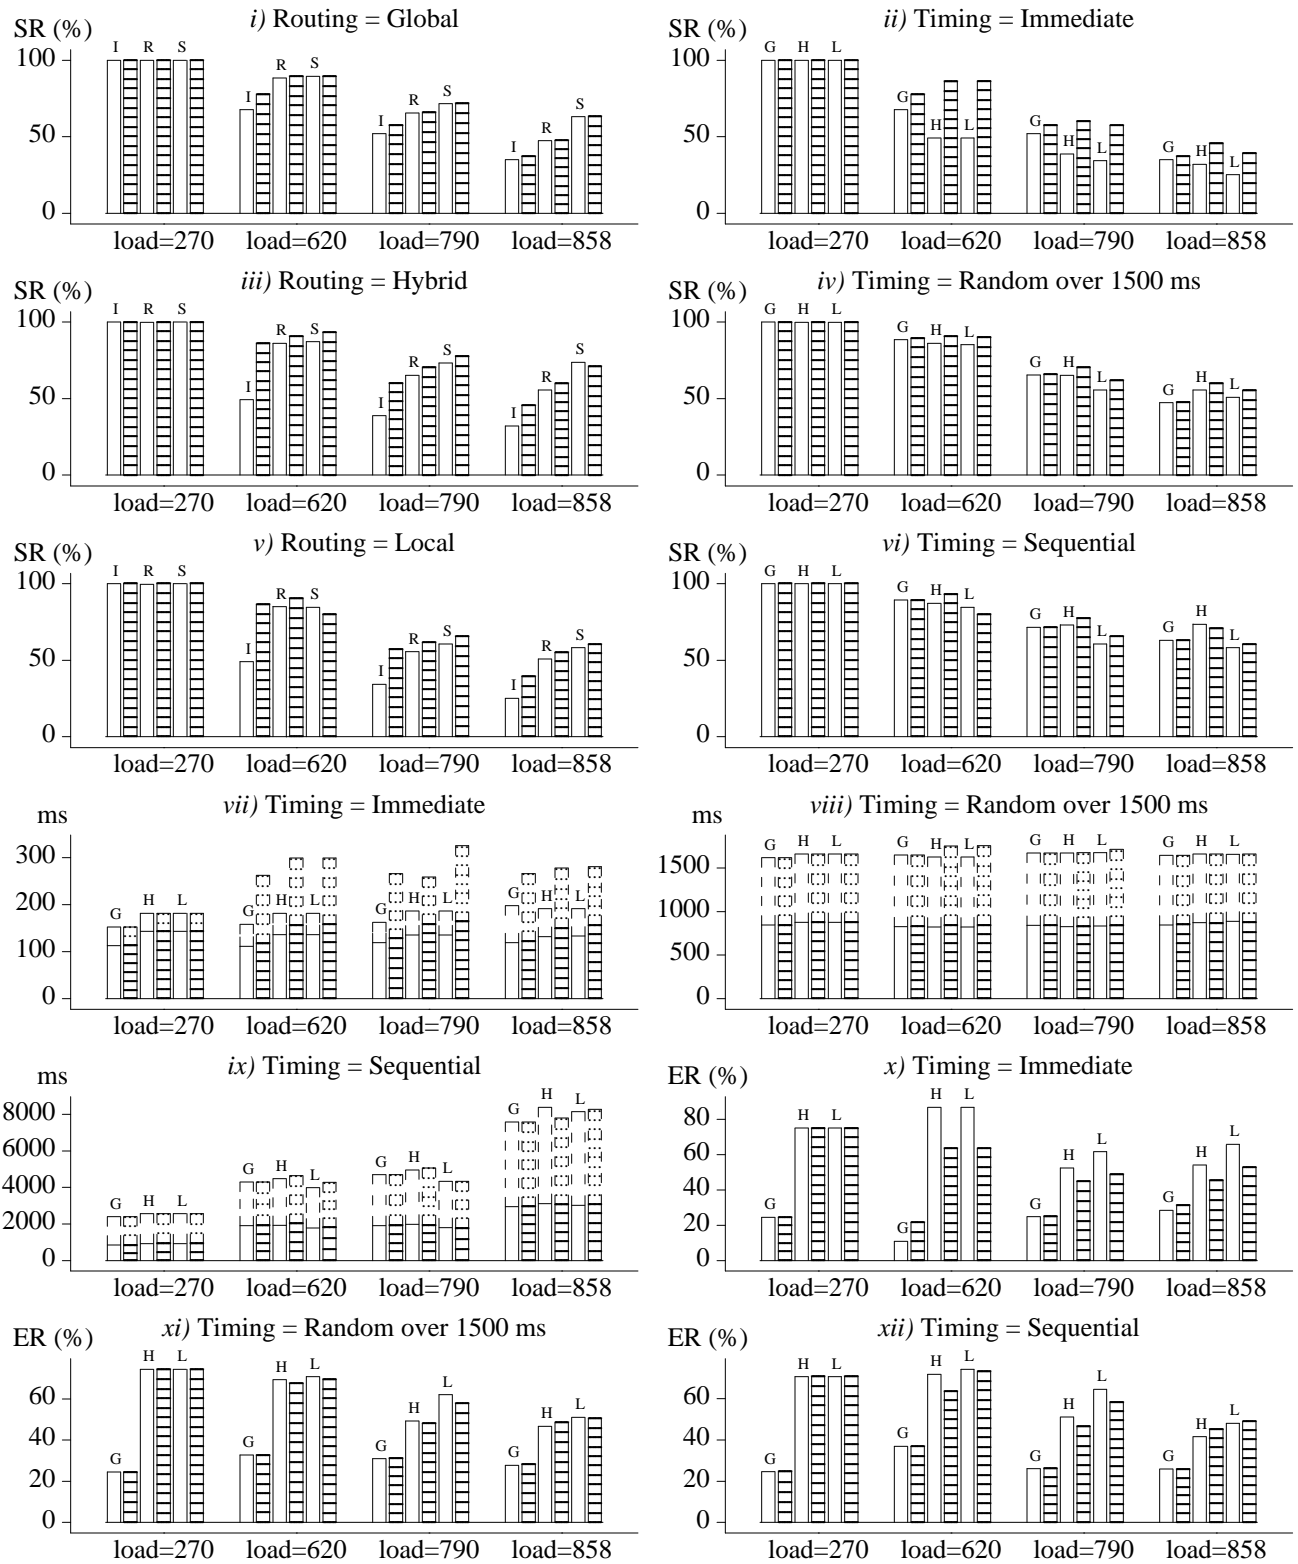 i) Routing = Global
SR (%)
I R S
I R S
I R S
I R S
100
50
0
load=270 load=620 load=790 load=858
ii) Timing = Immediate
SR (%)
G H L
G H L
G H L
G H L
100
50
0
load=270 load=620 load=790 load=858
iii) Routing = Hybrid
SR (%)
I R S
I R S
I R S
I R S
100
50
0
load=270 load=620 load=790 load=858
iv) Timing = Random over 1500 ms
SR (%)
G H L
G H L
G H L
G H L
100
50
0
load=270 load=620 load=790 load=858
v) Routing = Local
SR (%)
I R S
I R S
I R S
I R S
100
50
0
load=270 load=620 load=790 load=858
vi) Timing = Sequential
SR (%)
G H L
G H L
G H L
G H L
100
50
0
load=270 load=620 load=790 load=858
vii) Timing = Immediate
ms
G H L
G H L
G H L
G H L
300
200
100
0
load=270 load=620 load=790 load=858
viii) Timing = Random over 1500 ms
ms
G H L
G H L
G H L
G H L
1500
1000
500
0
load=270 load=620 load=790 load=858
ix) Timing = Sequential
ms
G H L
G H L
G H L
G H L
8000
6000
4000
2000
0
load=270 load=620 load=790 load=858
x) Timing = Immediate
ER (%)
H L
G H L
G H L
G H L
80
60
40
20
0
load=270 load=620 load=790 load=858
xi) Timing = Random over 1500 ms
ER (%)
G H L
G H L
G H L
G H L
60
40
20
0
load=270 load=620 load=790 load=858
xii) Timing = Sequential
ER (%)
G H L
G H L
G H L
G H L
60
40
20
0
load=270 load=620 load=790 load=858